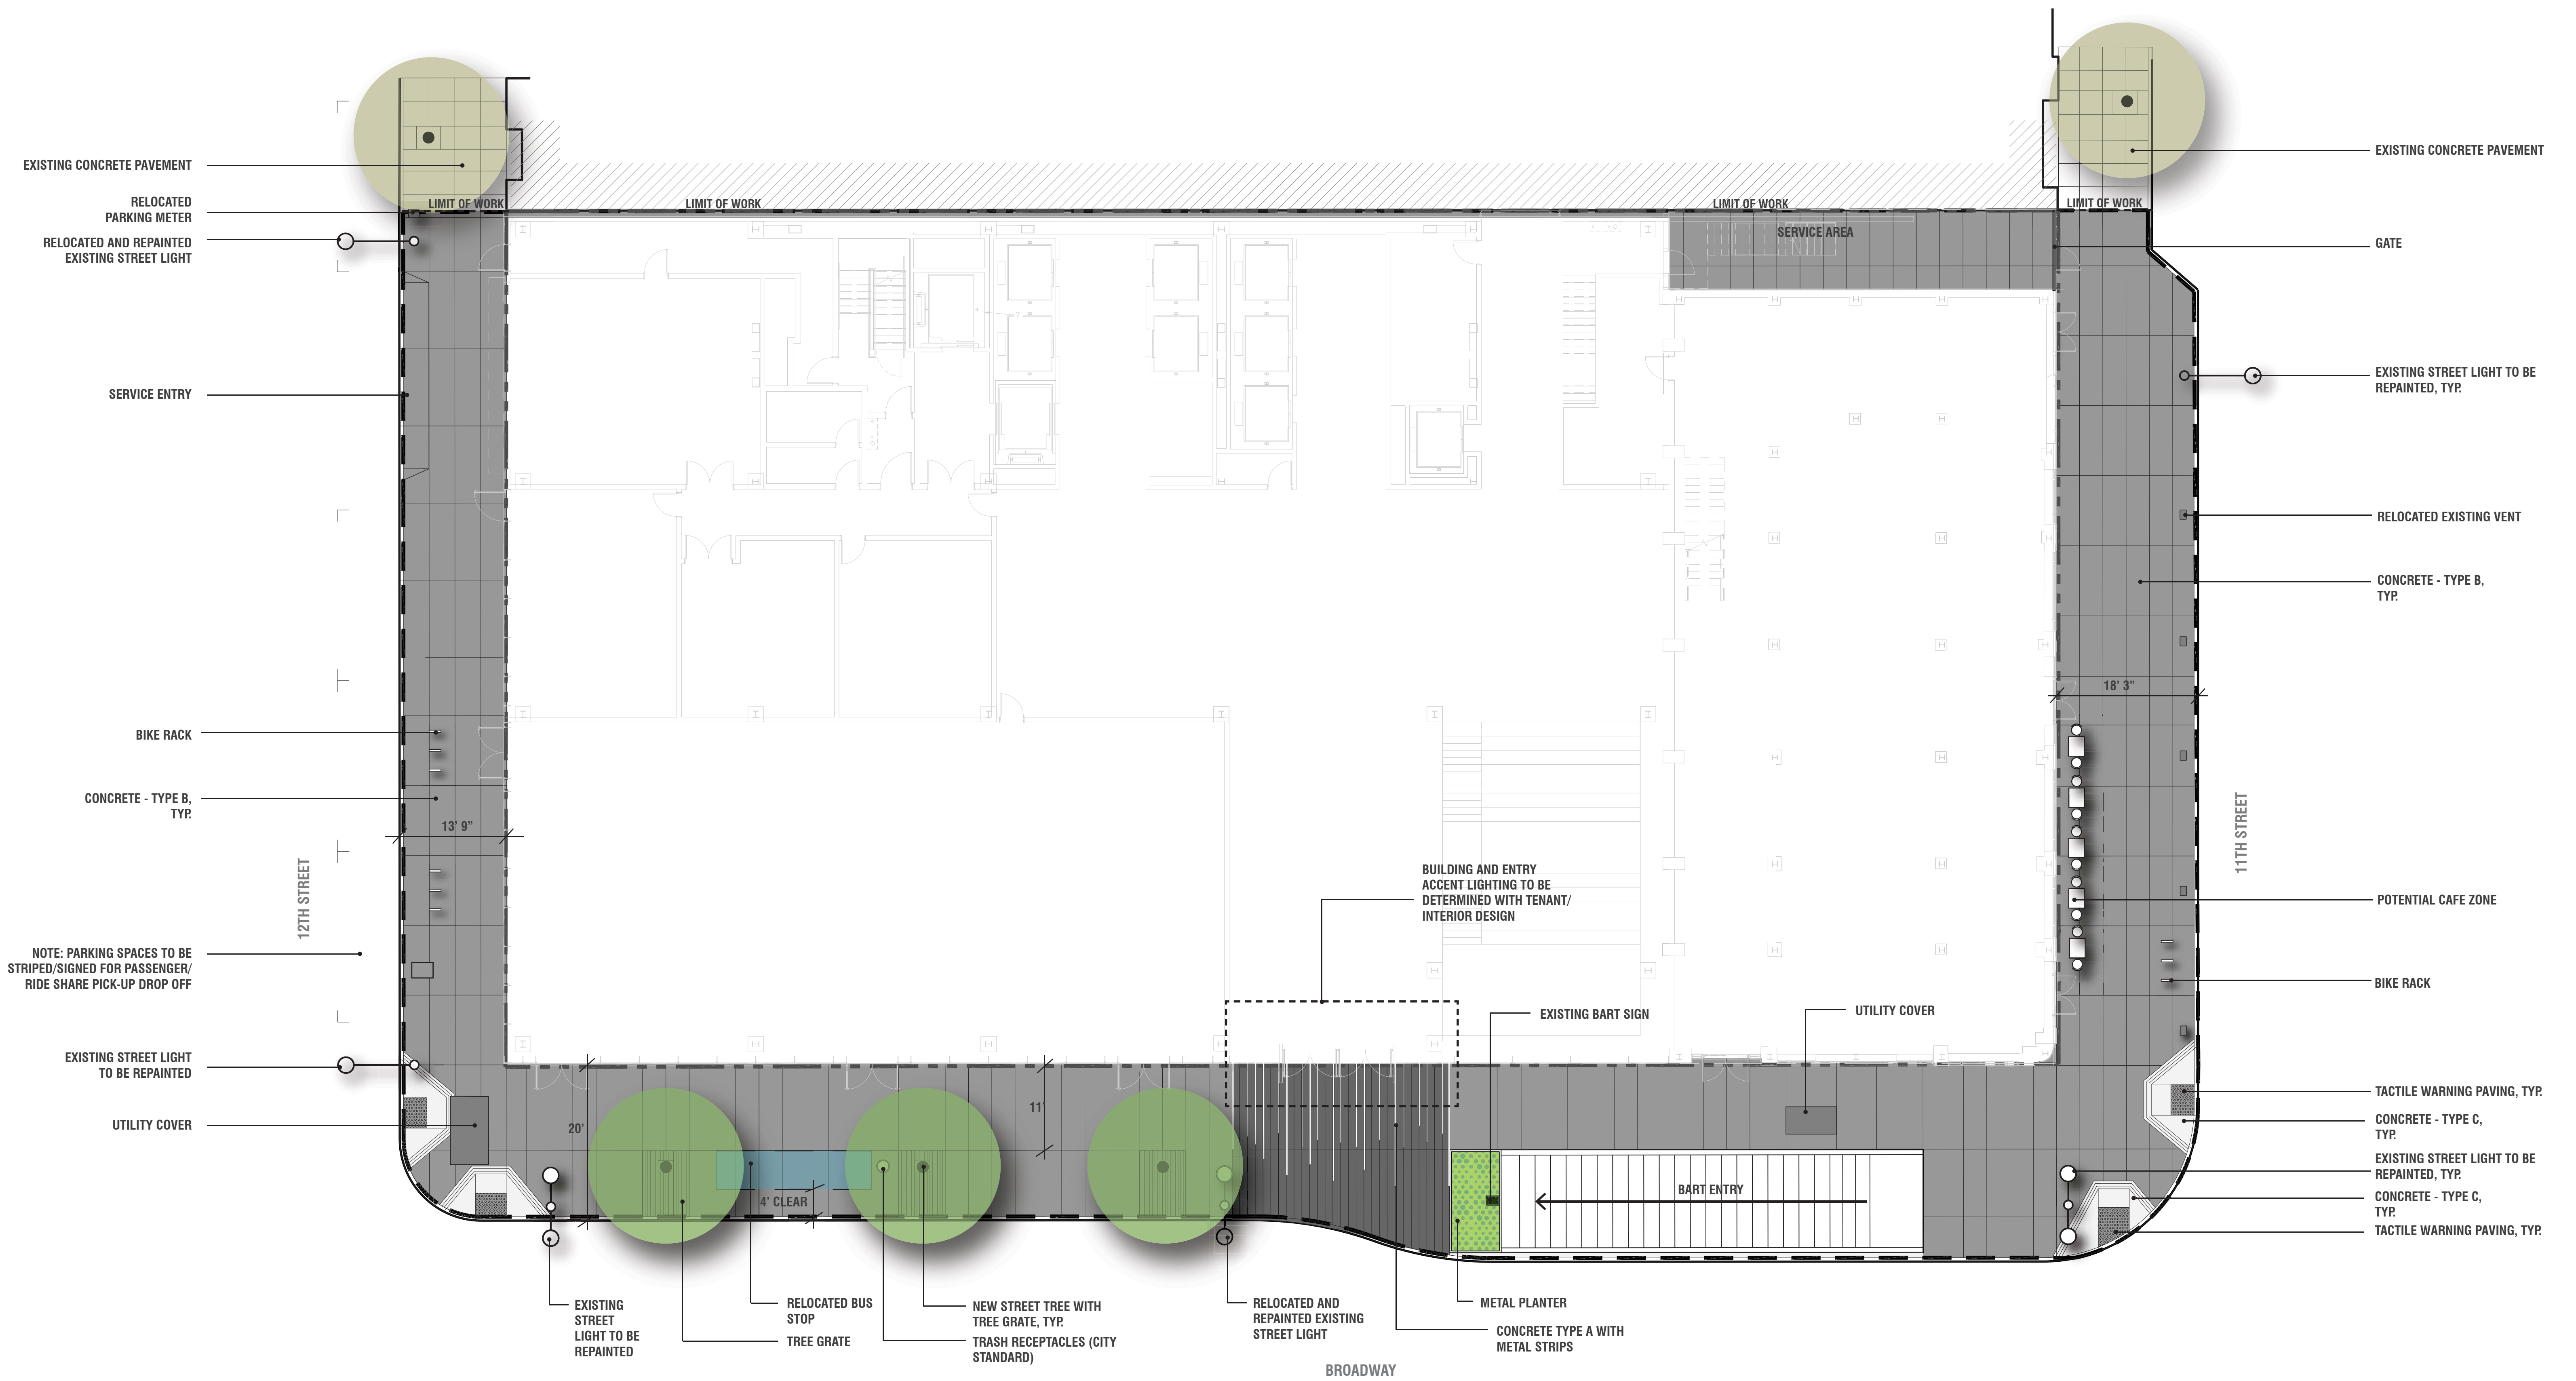 EXISTING CONCRETE PAVEMENT
RELOCATED
PARKING METER
RELOCATED AND REPAINTED
EXISTING STREET LIGHT
SERVICE ENTRY
BIKE RACK
CONCRETE - TYPE B,
TYP.
13' 9"
12TH STREET
NOTE: PARKING SPACES TO BE
STRIPED/SIGNED FOR PASSENGER/
RIDE SHARE PICK-UP DROP OFF
EXISTING STREET LIGHT
TO BE REPAINTED
UTILITY COVER
LIMIT OF WORK
LIMIT OF WORK
LIMIT OF WORK
LIMIT OF WORK
SERVICE AREA
?
BUILDING AND ENTRY
ACCENT LIGHTING TO BE
DETERMINED WITH TENANT/
INTERIOR DESIGN
EXISTING BART SIGN
UTILITY COVER
20'
11'
4' CLEAR
BART ENTRY
EXISTING
STREET
LIGHT TO BE
REPAINTED
RELOCATED BUS
STOP
TREE GRATE
NEW STREET TREE WITH
TREE GRATE, TYP.
TRASH RECEPTACLES (CITY
STANDARD)
RELOCATED AND
REPAINTED EXISTING
STREET LIGHT
METAL PLANTER
CONCRETE TYPE A WITH
METAL STRIPS
BROADWAY
EXISTING CONCRETE PAVEMENT
GATE
EXISTING STREET LIGHT TO BE
REPAINTED, TYP.
RELOCATED EXISTING VENT
CONCRETE - TYPE B,
TYP.
18' 3"
11TH STREET
POTENTIAL CAFE ZONE
BIKE RACK
TACTILE WARNING PAVING, TYP.
CONCRETE - TYPE C,
TYP.
EXISTING STREET LIGHT TO BE
REPAINTED, TYP.
CONCRETE - TYPE C,
TYP.
TACTILE WARNING PAVING, TYP.